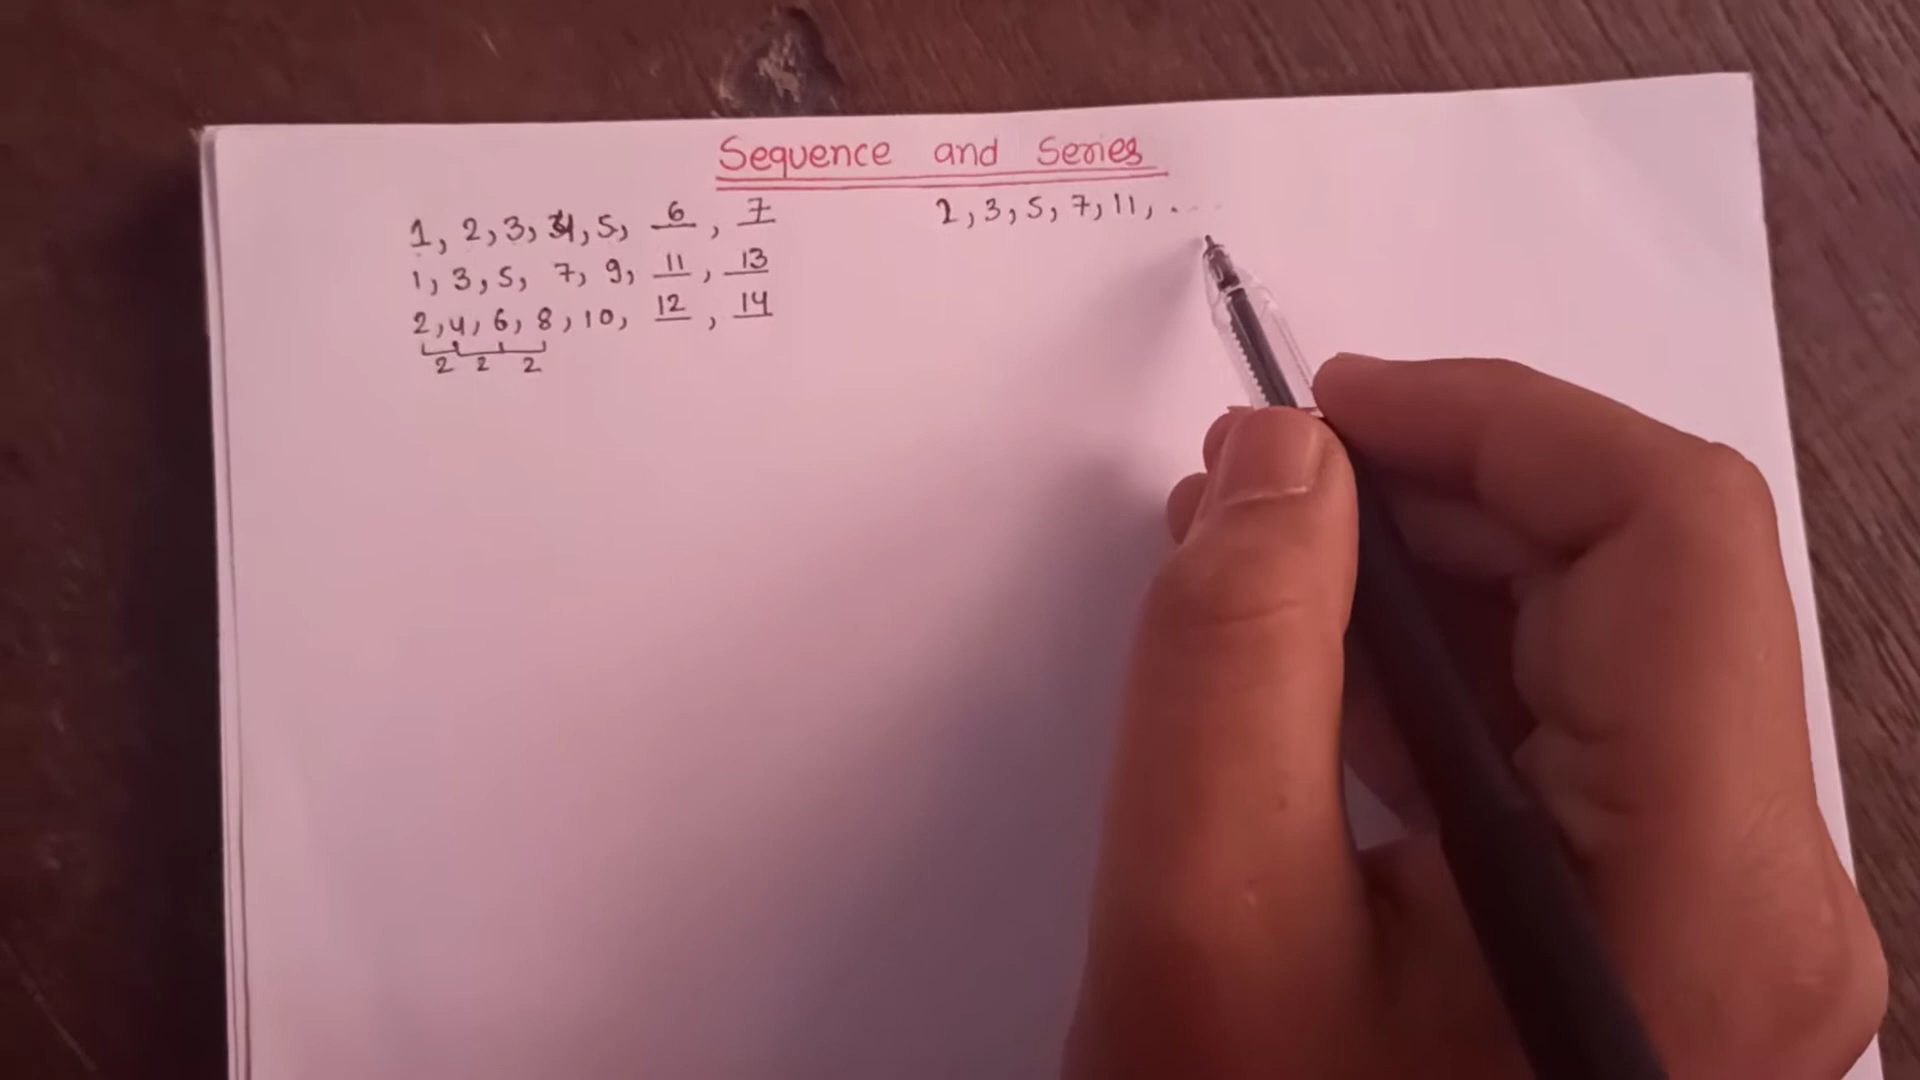 Sequence and Series
1, 2, 3, 4, 5, 6, 7
2, 3, 5, 7, 11, ....
1, 3, 5, 7, 9, 11, 13
2, 4, 6, 8, 10, 12, 14
2 2 2